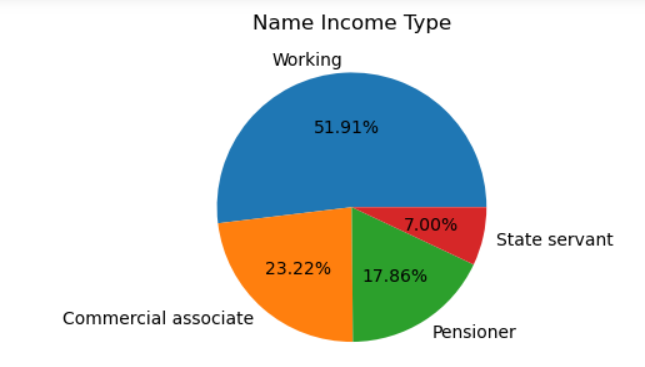 Name Income Type
Working
51.91%
7.00%
State servant
23.22%
17.86%
Commercial associate
Pensioner